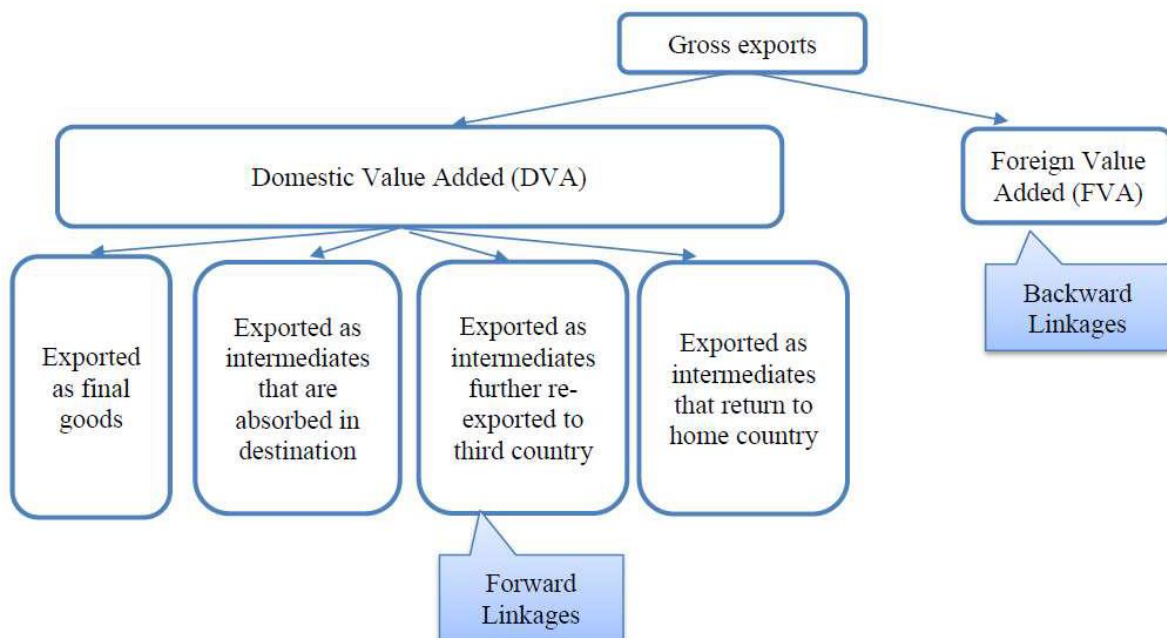 Gross exports
Domestic Value Added (DVA)
Foreign Value
Added (FVA)
Backward
Linkages
Exported
as final
goods
Exported as
intermediates
that are
absorbed in
destination
Exported as
intermediates
further re-
exported to
third country
Exported as
intermediates
that return to
home country
Forward
Linkages